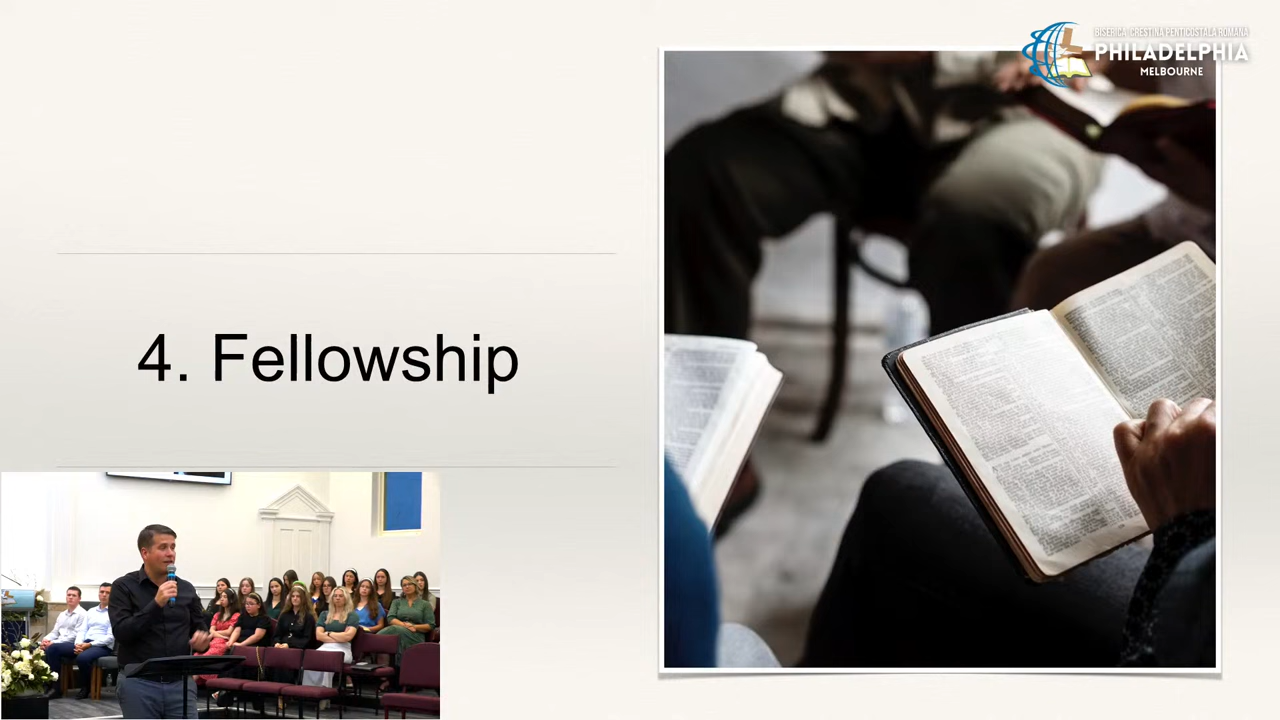 BISERICA CREȘTINĂ PENTICOSTALĂ ROMÂNĂ
PHILADELPHIA
MELBOURNE
4. Fellowship